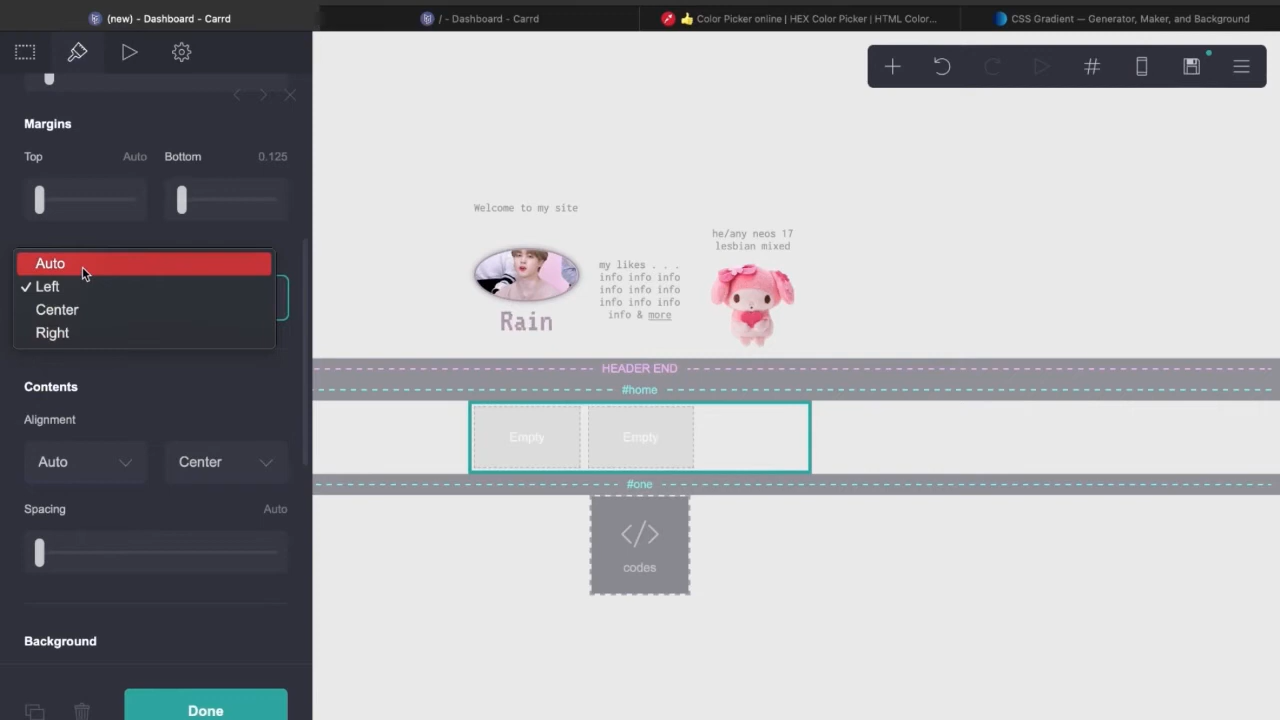 (new) - Dashboard - Carrd
/ - Dashboard - Carrd
👍 Color Picker online | HEX Color Picker | HTML Color...
CSS Gradient — Generator, Maker, and Background
Margins
Top
Auto
Bottom
0.125
Auto
✓ Left
Center
Right
Contents
Alignment
Auto
Center
Spacing
Auto
Background
Done
Welcome to my site
Rain
my likes . . .
info info info
info info info
info info info
info & more
he/any neos 17
lesbian mixed
HEADER END
#home
Empty
Empty
#one
</>
codes